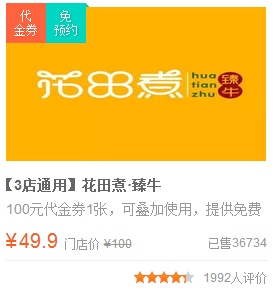 代
金券
免
预约
花田煮
hua
tian
zhu
臻
牛
【3店通用】花田煮·臻牛
100元代金券1张，可叠加使用，提供免费
¥49.9 门店价 ¥100 已售36734
1992人评价